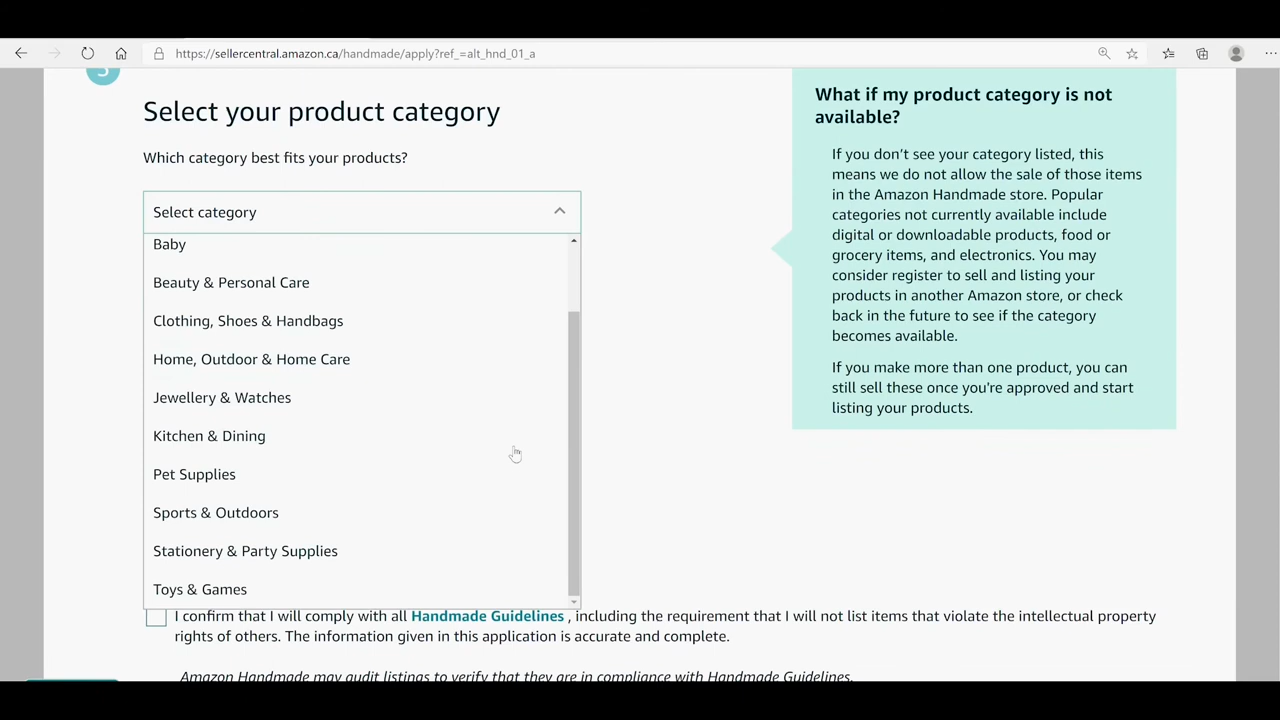 https://sellercentral.amazon.ca/handmade/apply?ref_=alt_hnd_01_a
Select your product category
Which category best fits your products?
Select category
Baby
Beauty & Personal Care
Clothing, Shoes & Handbags
Home, Outdoor & Home Care
Jewellery & Watches
Kitchen & Dining
Pet Supplies
Sports & Outdoors
Stationery & Party Supplies
Toys & Games
I confirm that I will comply with all Handmade Guidelines , including the requirement that I will not list items that violate the intellectual property
rights of others. The information given in this application is accurate and complete.
Amazon Handmade may audit listings to verify that they are in compliance with Handmade Guidelines.
What if my product category is not
available?
If you don’t see your category listed, this
means we do not allow the sale of those items
in the Amazon Handmade store. Popular
categories not currently available include
digital or downloadable products, food or
grocery items, and electronics. You may
consider register to sell and listing your
products in another Amazon store, or check
back in the future to see if the category
becomes available.
If you make more than one product, you can
still sell these once you're approved and start
listing your products.